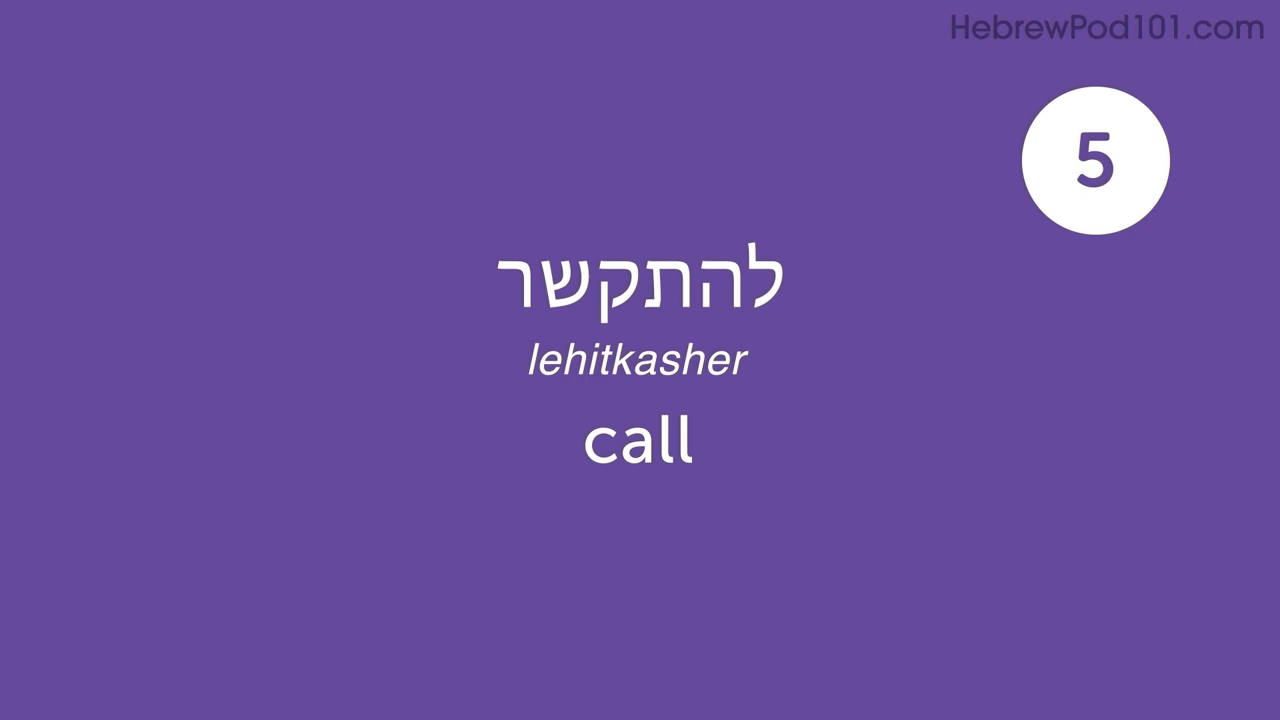 HebrewPod101.com
5
להתקשר
lehitkasher
call